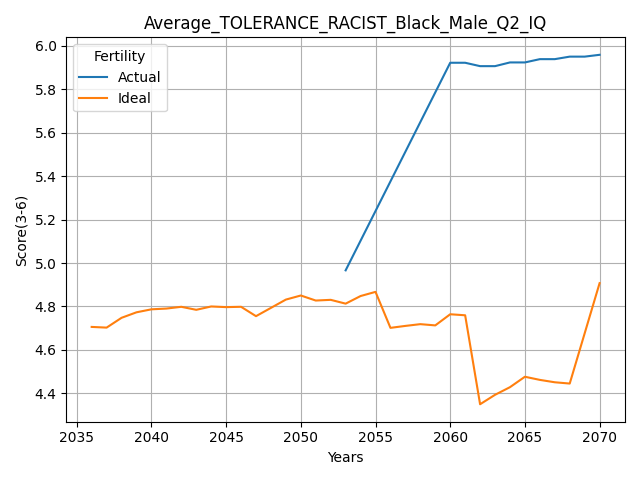 Average_TOLERANCE_RACIST_Black_Male_Q2_IQ
Score(3-6)
6.0
5.8
5.6
5.4
5.2
5.0
4.8
4.6
4.4
Fertility
Actual
Ideal
2035 2040 2045 2050 2055 2060 2065 2070
Years